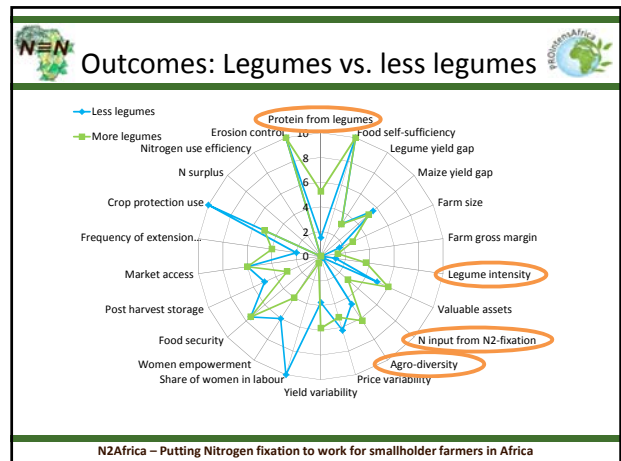 N≡N
PROIntensAfrica
Outcomes: Legumes vs. less legumes
Less legumes
More legumes
Protein from legumes
Food self-sufficiency
Legume yield gap
Maize yield gap
Farm size
Farm gross margin
Legume intensity
Valuable assets
N input from N2-fixation
Agro-diversity
Price variability
Yield variability
Share of women in labour
Women empowerment
Food security
Post harvest storage
Market access
Frequency of extension…
Crop protection use
N surplus
Nitrogen use efficiency
Erosion control
10
8
6
4
2
0
N2Africa – Putting Nitrogen fixation to work for smallholder farmers in Africa